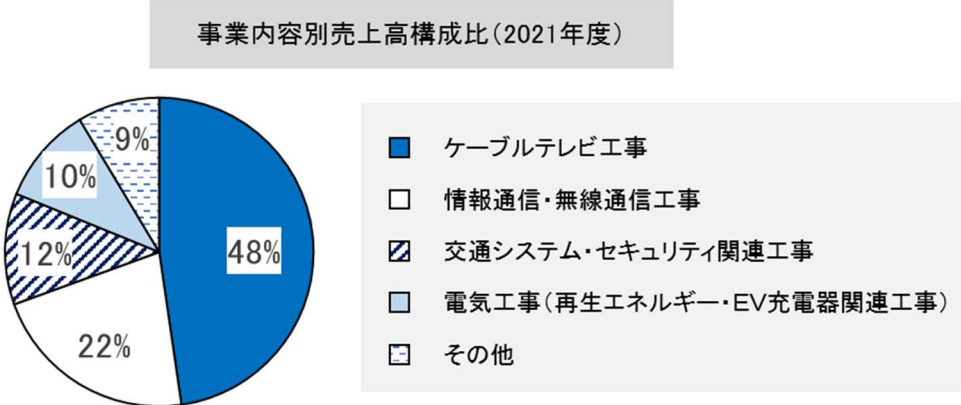 事業内容別売上高構成比（2021年度）
9%
10%
12%
48%
22%
ケーブルテレビ工事
情報通信・無線通信工事
交通システム・セキュリティ関連工事
電気工事（再生エネルギー・EV充電器関連工事）
その他